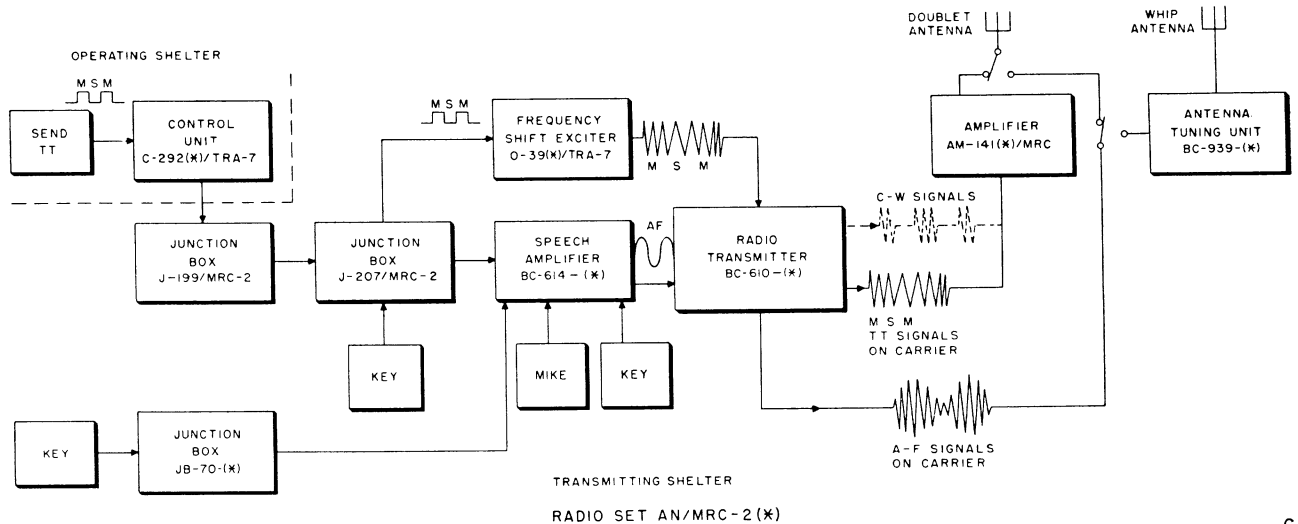 DOUBLET
ANTENNA
WHIP
ANTENNA
OPERATING SHELTER
M S M
SEND
TT
CONTROL
UNIT
C-292(*)/TRA-7
M S M
FREQUENCY
SHIFT EXCITER
O-39(*)/TRA-7
M S M
AMPLIFIER
AM-141(*)/MRC
ANTENNA
TUNING UNIT
BC-939-(*)
JUNCTION
BOX
J-199/MRC-2
JUNCTION
BOX
J-207/MRC-2
SPEECH
AMPLIFIER
BC-614-(*)
AF
RADIO
TRANSMITTER
BC-610-(*)
C-W SIGNALS
M S M
TT SIGNALS
ON CARRIER
KEY
MIKE
KEY
KEY
JUNCTION
BOX
JB-70-(*)
A-F SIGNALS
ON CARRIER
TRANSMITTING SHELTER
RADIO SET AN/MRC-2(*)